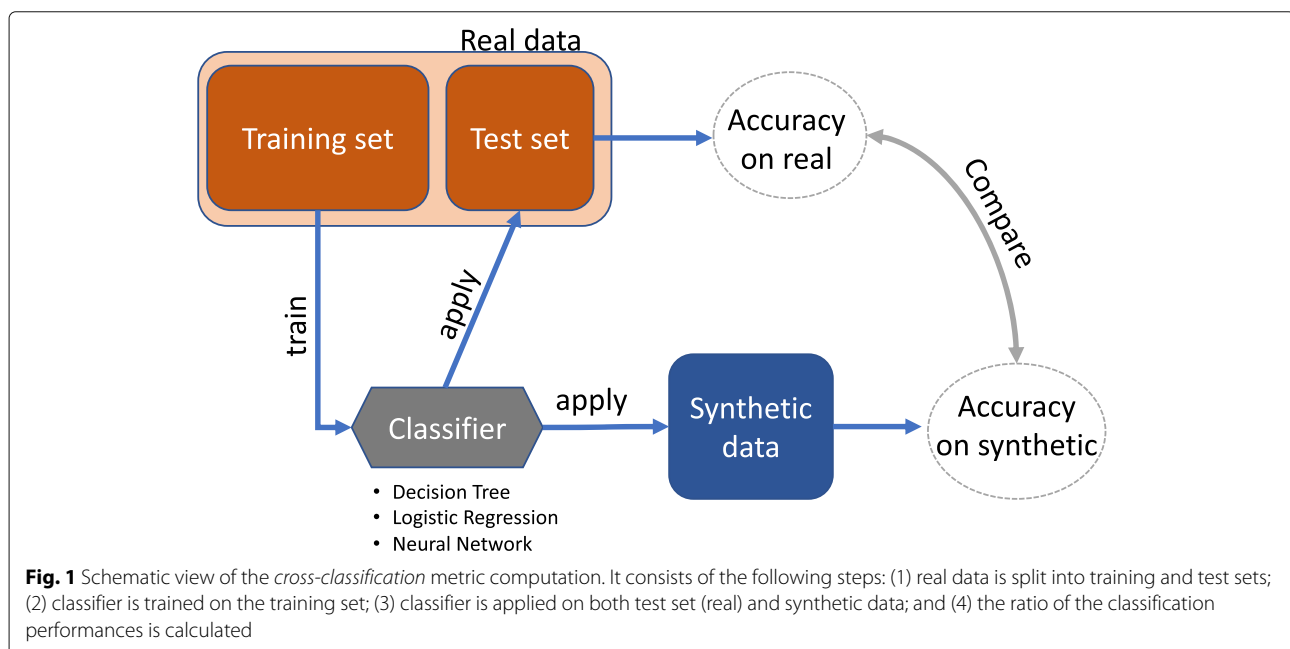 Real data
Training set
Test set
Accuracy
on real
Compare
train
apply
Classifier
apply
Synthetic
data
Accuracy
on synthetic
• Decision Tree
• Logistic Regression
• Neural Network
Fig. 1 Schematic view of the cross-classification metric computation. It consists of the following steps: (1) real data is split into training and test sets;
(2) classifier is trained on the training set; (3) classifier is applied on both test set (real) and synthetic data; and (4) the ratio of the classification
performances is calculated